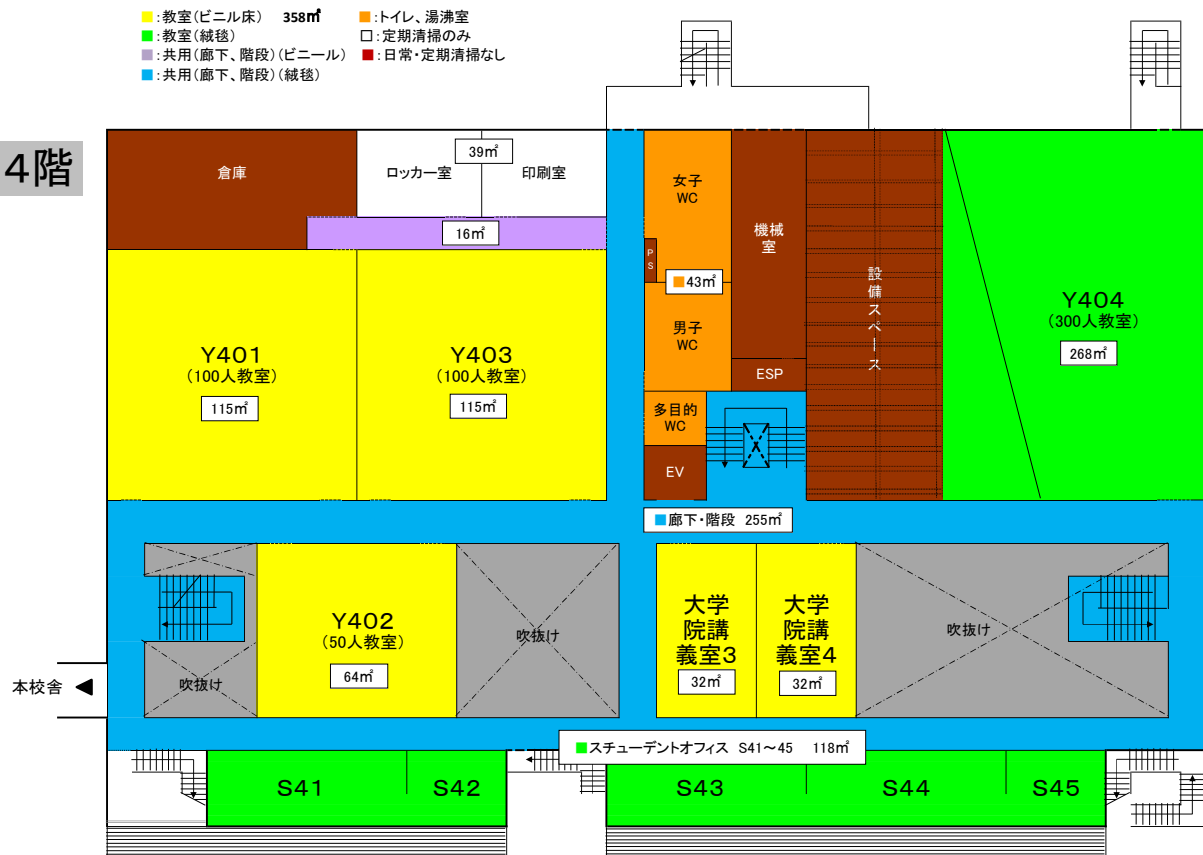 ■:教室(ビニル床) 358㎡
■:トイレ、湯沸室
■:教室(絨毯)
□:定期清掃のみ
■:共用(廊下、階段)(ビニール)
■:日常・定期清掃なし
■:共用(廊下、階段)(絨毯)
4階
倉庫
ロッカー室
39㎡
印刷室
16㎡
女子
WC
PS
■43㎡
男子
WC
機械
室
ESP
多目的
WC
EV
設備スペース
Y404
(300人教室)
268㎡
Y401
(100人教室)
115㎡
Y403
(100人教室)
115㎡
■廊下・階段 255㎡
Y402
(50人教室)
64㎡
吹抜け
吹抜け
大学
院講
義室3
32㎡
大学
院講
義室4
32㎡
吹抜け
本校舎 ◀
■スチューデントオフィス S41～45 118㎡
S41
S42
S43
S44
S45